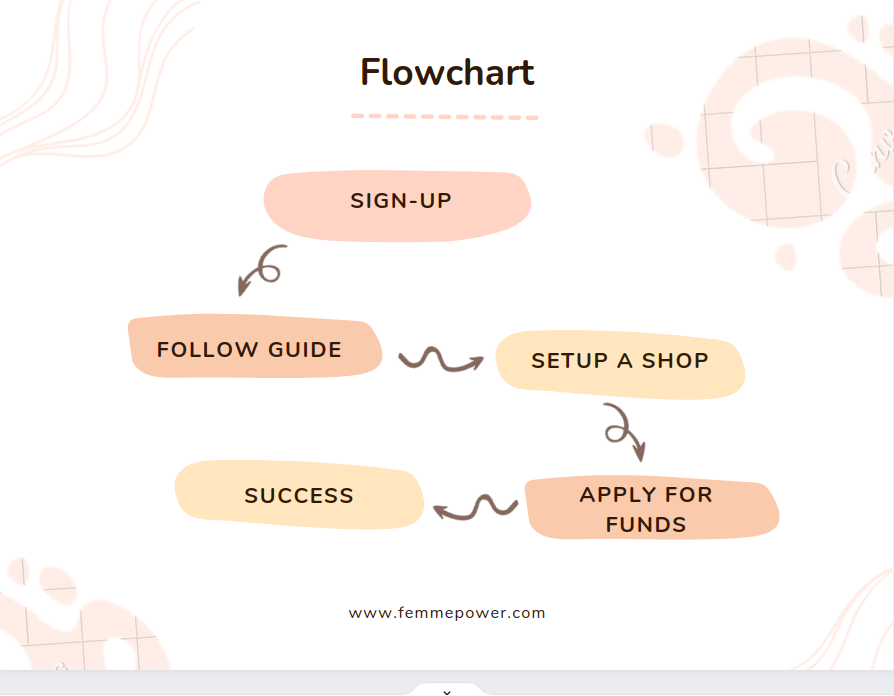 Flowchart
SIGN-UP
FOLLOW GUIDE
SETUP A SHOP
APPLY FOR
FUNDS
SUCCESS
www.femmepower.com